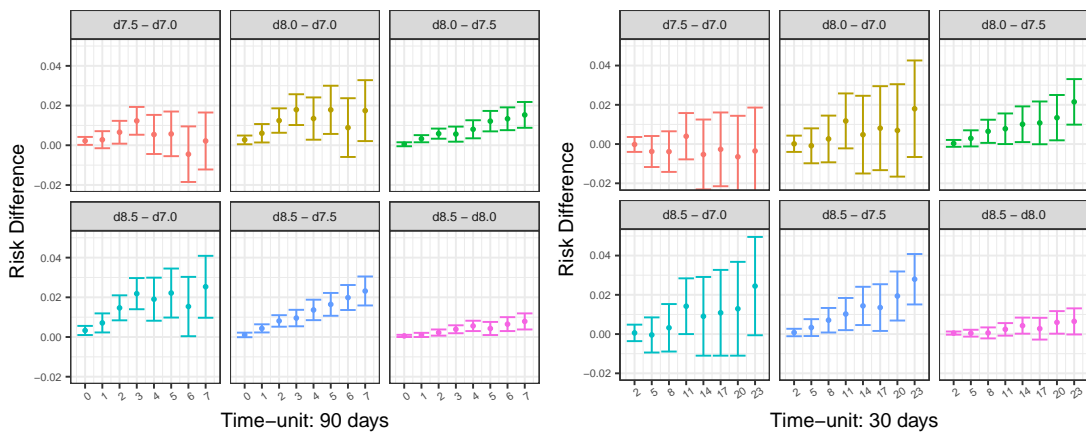 d7.5 − d7.0
d8.0 − d7.0
d8.0 − d7.5
0.04
0.02
0.00
−0.02
d8.5 − d7.0
d8.5 − d7.5
d8.5 − d8.0
0.04
0.02
0.00
−0.02
0 1 2 3 4 5 6 7
0 1 2 3 4 5 6 7
0 1 2 3 4 5 6 7
Risk Difference
Time−unit: 90 days
d7.5 − d7.0
d8.0 − d7.0
d8.0 − d7.5
0.04
0.02
0.00
−0.02
d8.5 − d7.0
d8.5 − d7.5
d8.5 − d8.0
0.04
0.02
0.00
−0.02
2 5 8 11 14 17 20 23
2 5 8 11 14 17 20 23
2 5 8 11 14 17 20 23
Risk Difference
Time−unit: 30 days